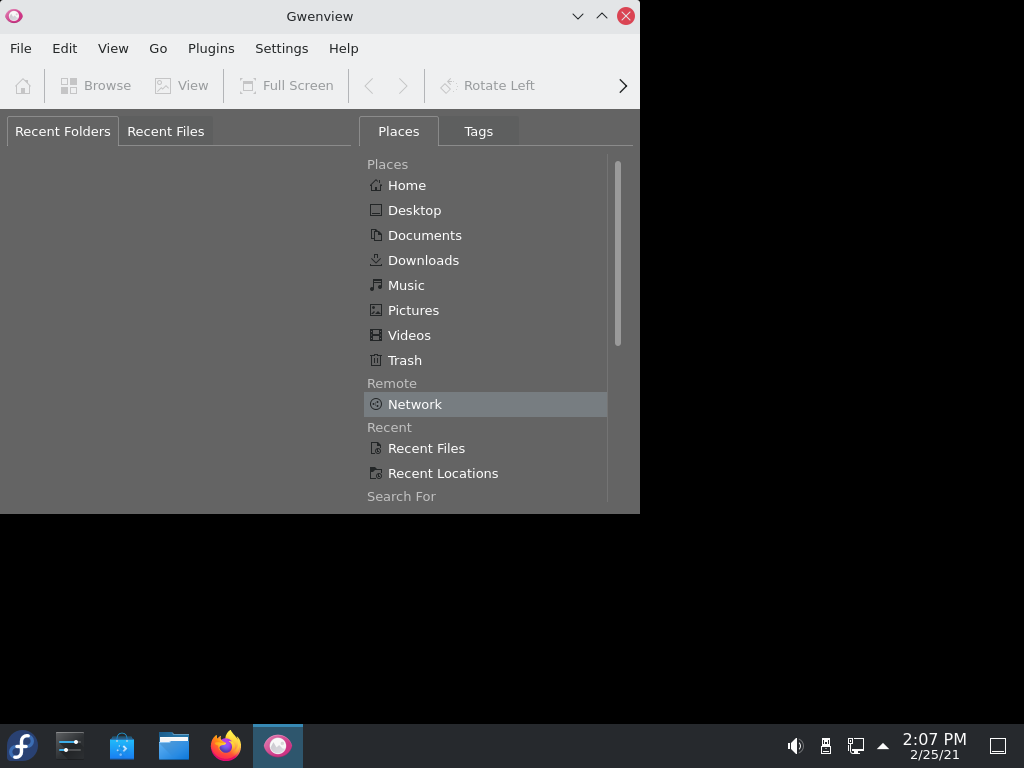 Gwenview
File Edit View Go Plugins Settings Help
Browse View Full Screen Rotate Left
Recent Folders Recent Files
Places Tags
Places
Home
Desktop
Documents
Downloads
Music
Pictures
Videos
Trash
Remote
Network
Recent
Recent Files
Recent Locations
Search For
2:07 PM
2/25/21